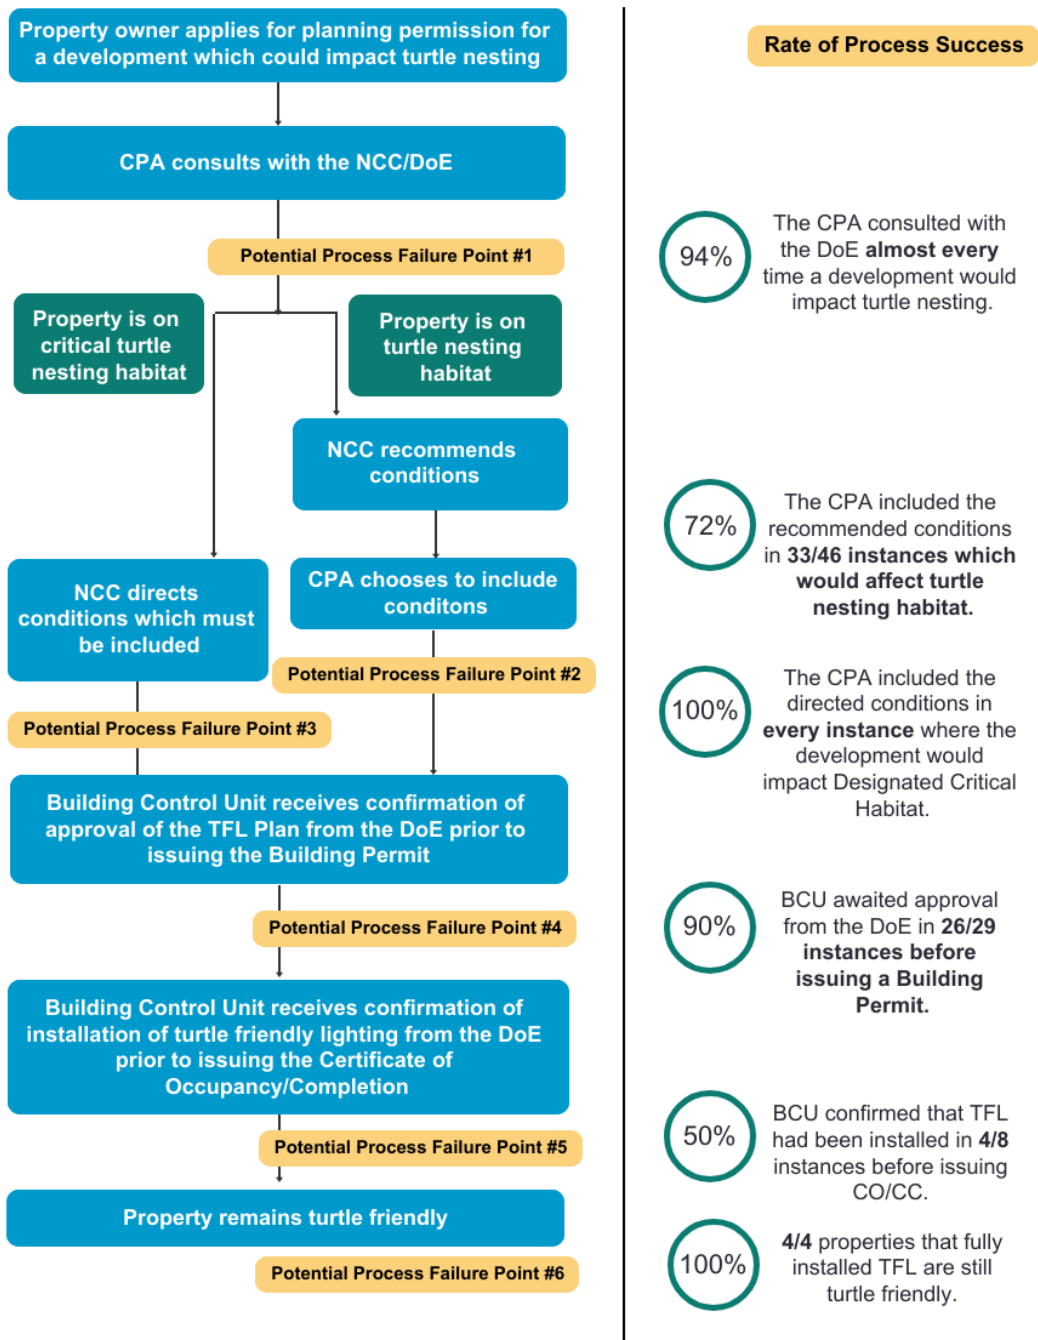 Property owner applies for planning permission for
a development which could impact turtle nesting
CPA consults with the NCC/DoE
Potential Process Failure Point #1
Property is on
critical turtle
nesting habitat
Property is on
turtle nesting
habitat
NCC recommends
conditions
NCC directs
conditions which must
be included
CPA chooses to include
conditons
Potential Process Failure Point #2
Potential Process Failure Point #3
Building Control Unit receives confirmation of
approval of the TFL Plan from the DoE prior to
issuing the Building Permit
Potential Process Failure Point #4
Building Control Unit receives confirmation of
installation of turtle friendly lighting from the DoE
prior to issuing the Certificate of
Occupancy/Completion
Potential Process Failure Point #5
Property remains turtle friendly
Potential Process Failure Point #6
Rate of Process Success
94%
The CPA consulted with
the DoE almost every
time a development would
impact turtle nesting.
72%
The CPA included the
recommended conditions
in 33/46 instances which
would affect turtle
nesting habitat.
100%
The CPA included the
directed conditions in
every instance where the
development would
impact Designated Critical
Habitat.
90%
BCU awaited approval
from the DoE in 26/29
instances before
issuing a Building
Permit.
50%
BCU confirmed that TFL
had been installed in 4/8
instances before issuing
CO/CC.
100%
4/4 properties that fully
installed TFL are still
turtle friendly.